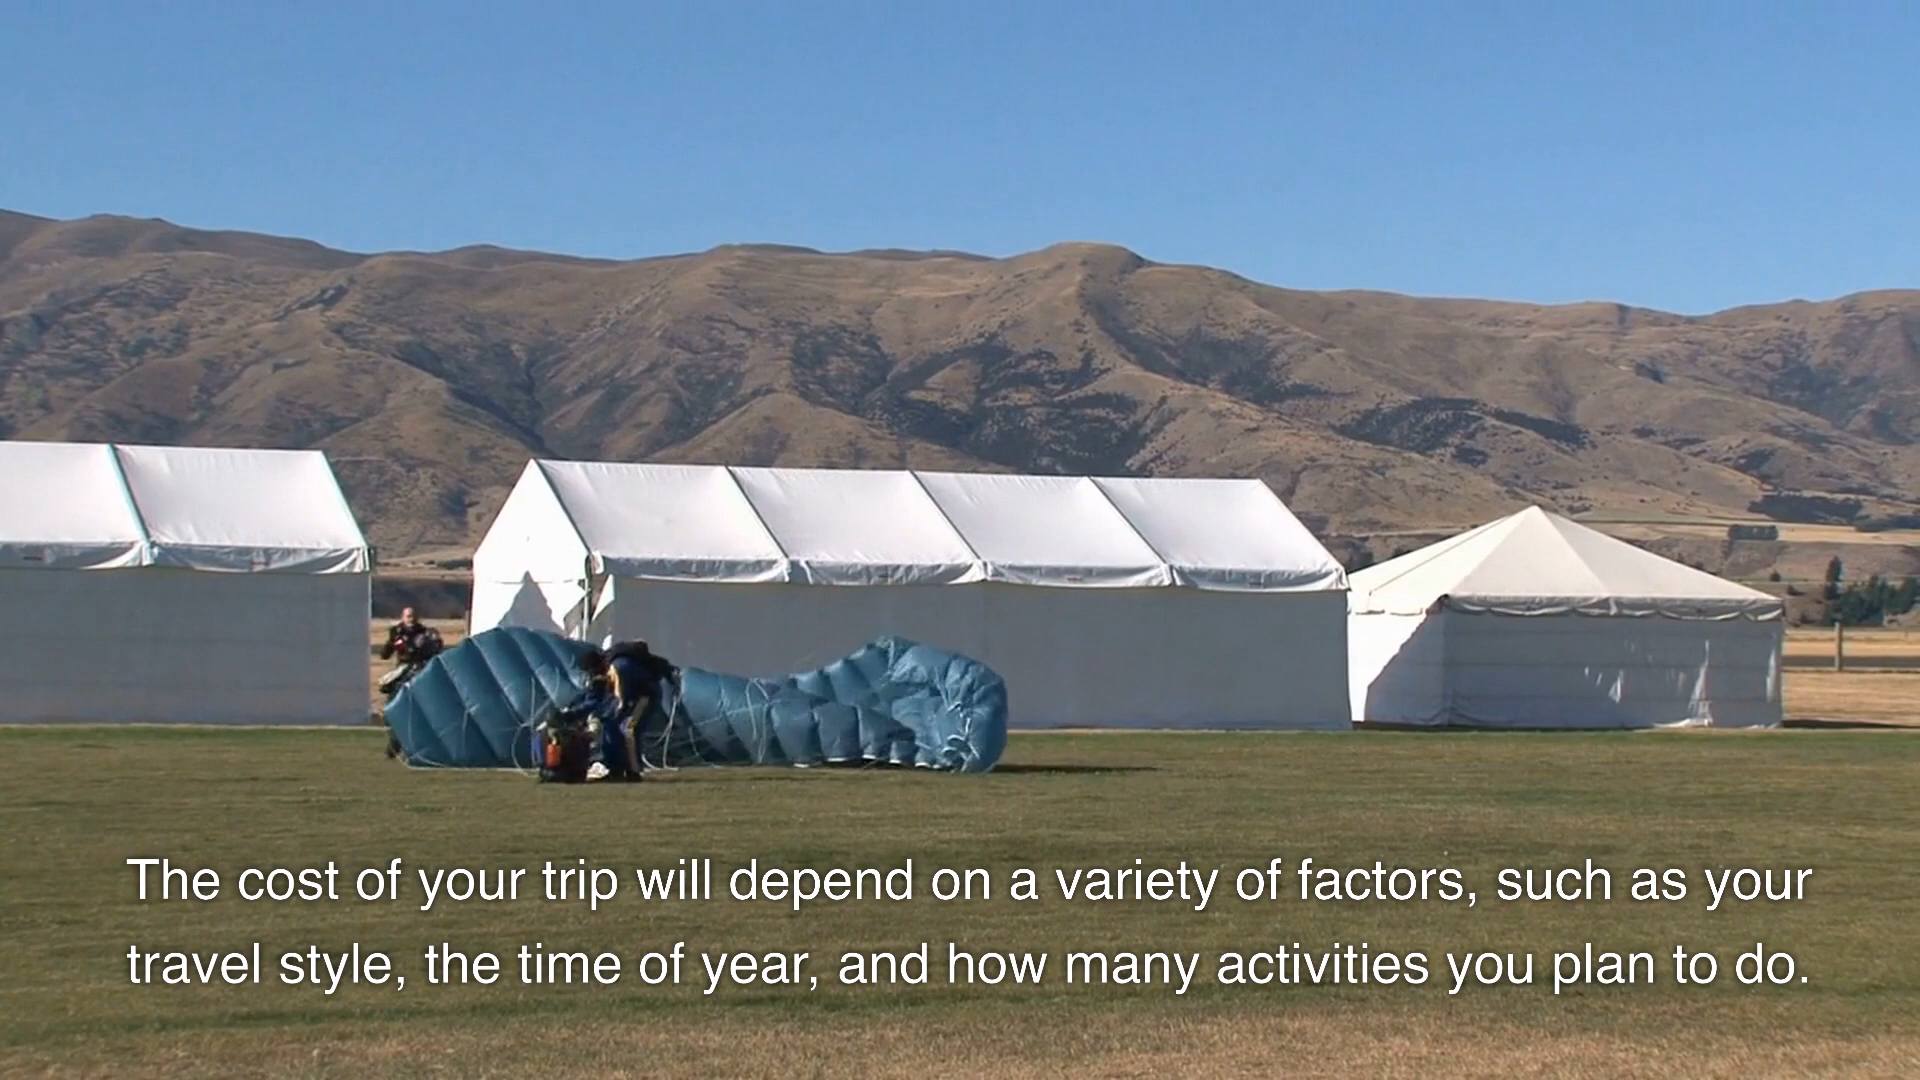 The cost of your trip will depend on a variety of factors, such as your
travel style, the time of year, and how many activities you plan to do.